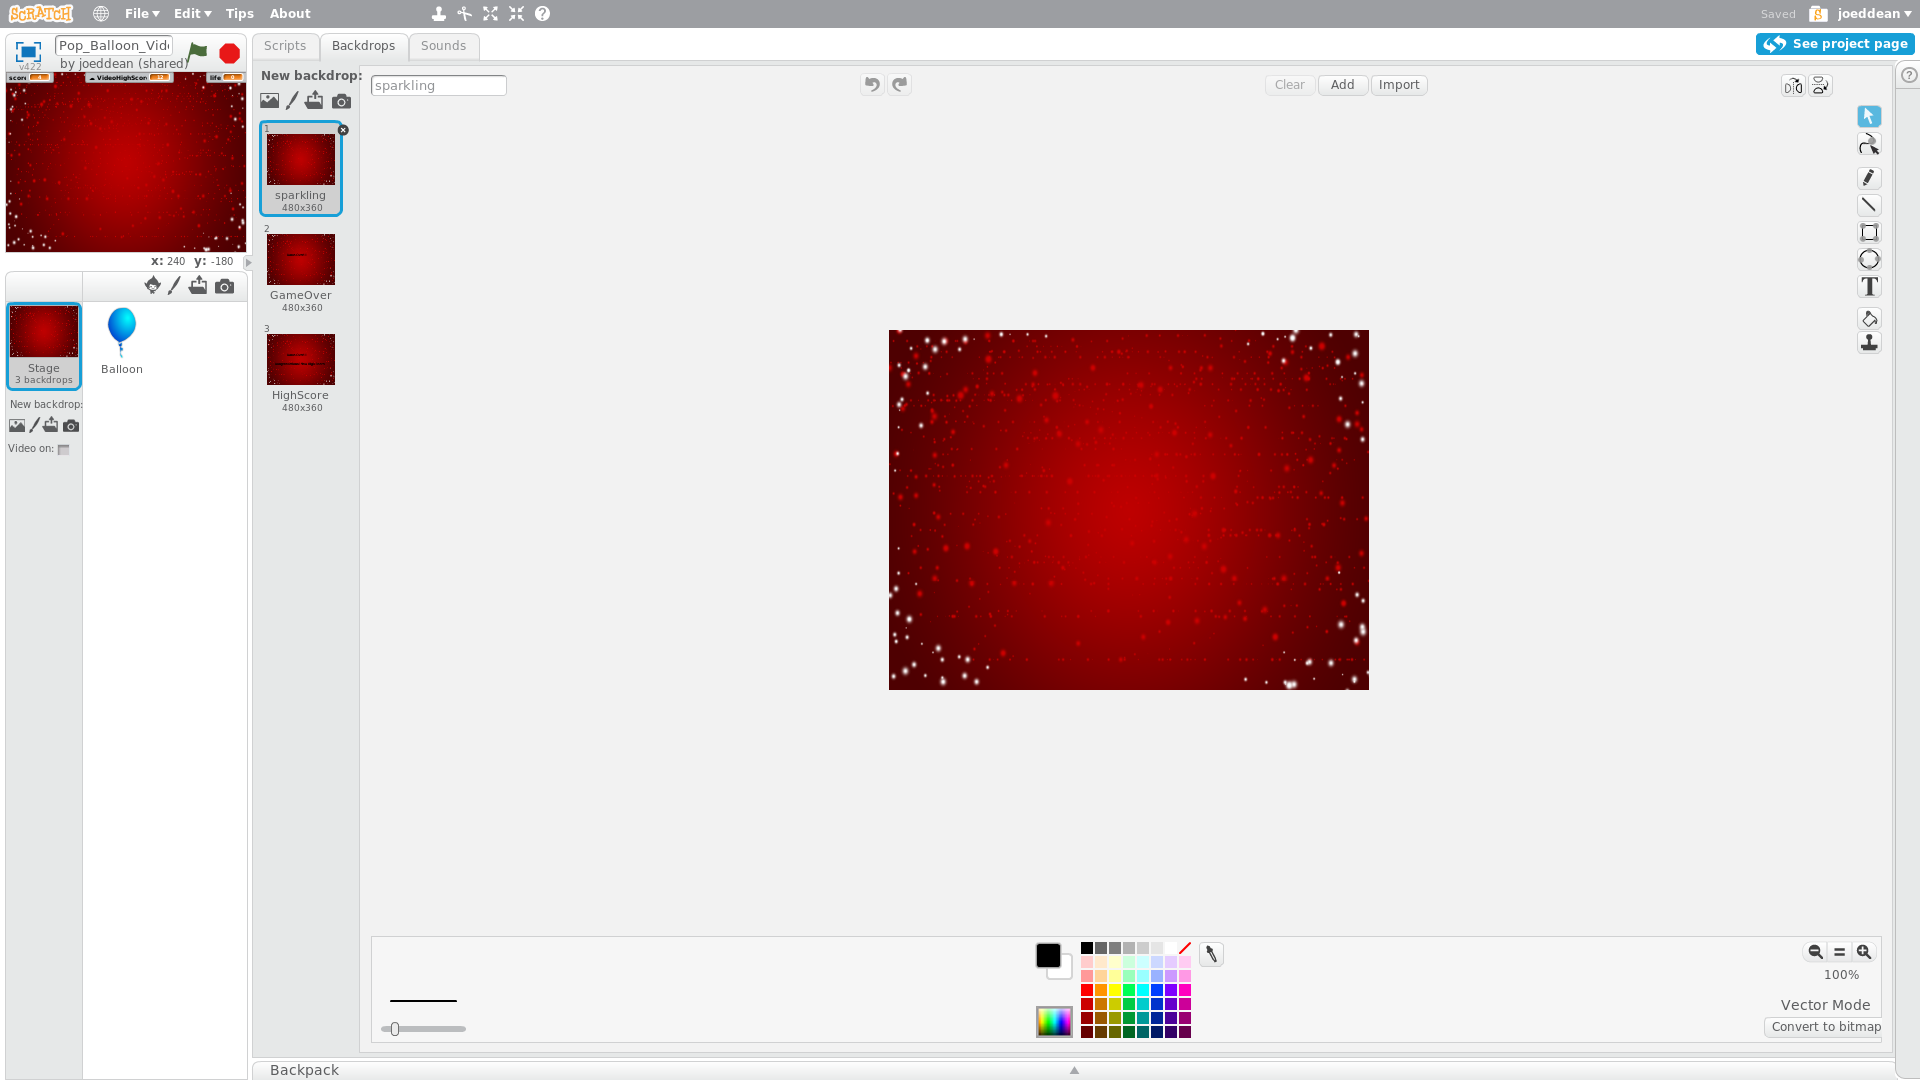 SCRATCH
File
Edit
Tips
About
Saved
joeddean
v422
Pop_Balloon_Vid
by joeddean (shared)
Scripts
Backdrops
Sounds
See project page
score
VideoHighScor
life
New backdrop:
sparkling
Clear
Add
Import
1
sparkling
480x360
2
GameOver
480x360
3
HighScore
480x360
x: 240 y: -180
Stage
3 backdrops
Balloon
New backdrop:
Video on:
T
100%
Vector Mode
Convert to bitmap
Backpack